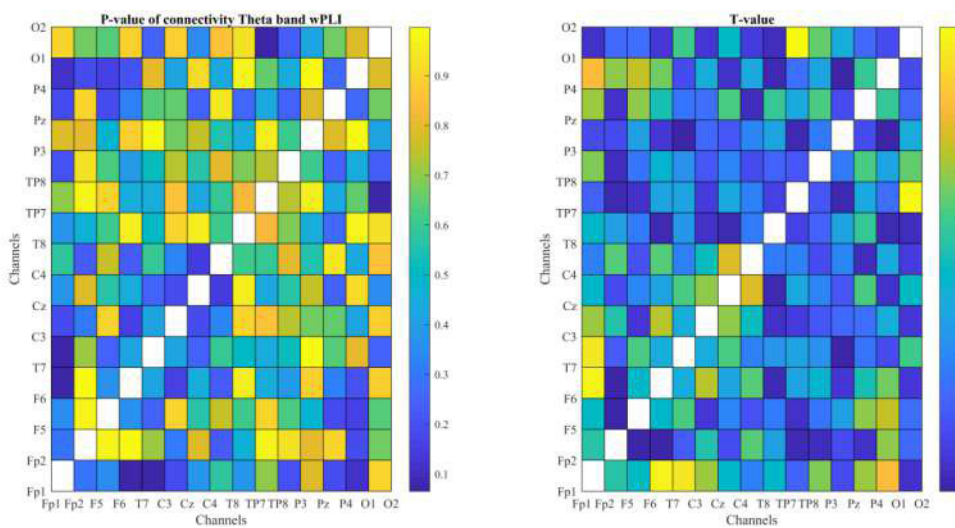 P-value of connectivity Theta band wPLI
T-value
O2
O1
P4
Pz
P3
TP8
TP7
T8
C4
Cz
C3
T7
F6
F5
Fp2
Fp1
Channels
0.9
0.8
0.7
0.6
0.5
0.4
0.3
0.2
0.1
Fp1 Fp2 F5 F6 T7 C3 Cz C4 T8 TP7 TP8 P3 Pz P4 O1 O2
Channels
O2
O1
P4
Pz
P3
TP8
TP7
T8
C4
Cz
C3
T7
F6
F5
Fp2
Fp1
Channels
Fp1 Fp2 F5 F6 T7 C3 Cz C4 T8 TP7 TP8 P3 Pz P4 O1 O2
Channels